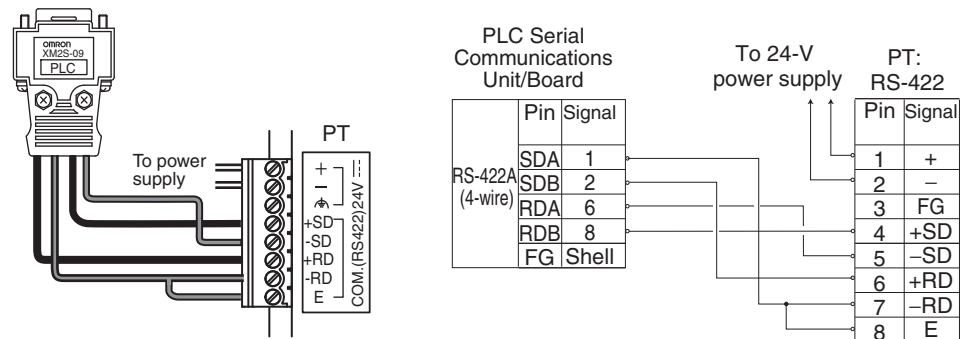 OMRON
XM2S-09
PLC
To power
supply
PT
+
−
+SD
-SD
+RD
-RD
E
24V
COM.(RS422)
PLC Serial
Communications
Unit/Board
Pin Signal
RS-422A
(4-wire)
SDA 1
SDB 2
RDA 6
RDB 8
FG Shell
To 24-V
power supply
PT:
RS-422
Pin Signal
1 +
2 −
3 FG
4 +SD
5 −SD
6 +RD
7 −RD
8 E